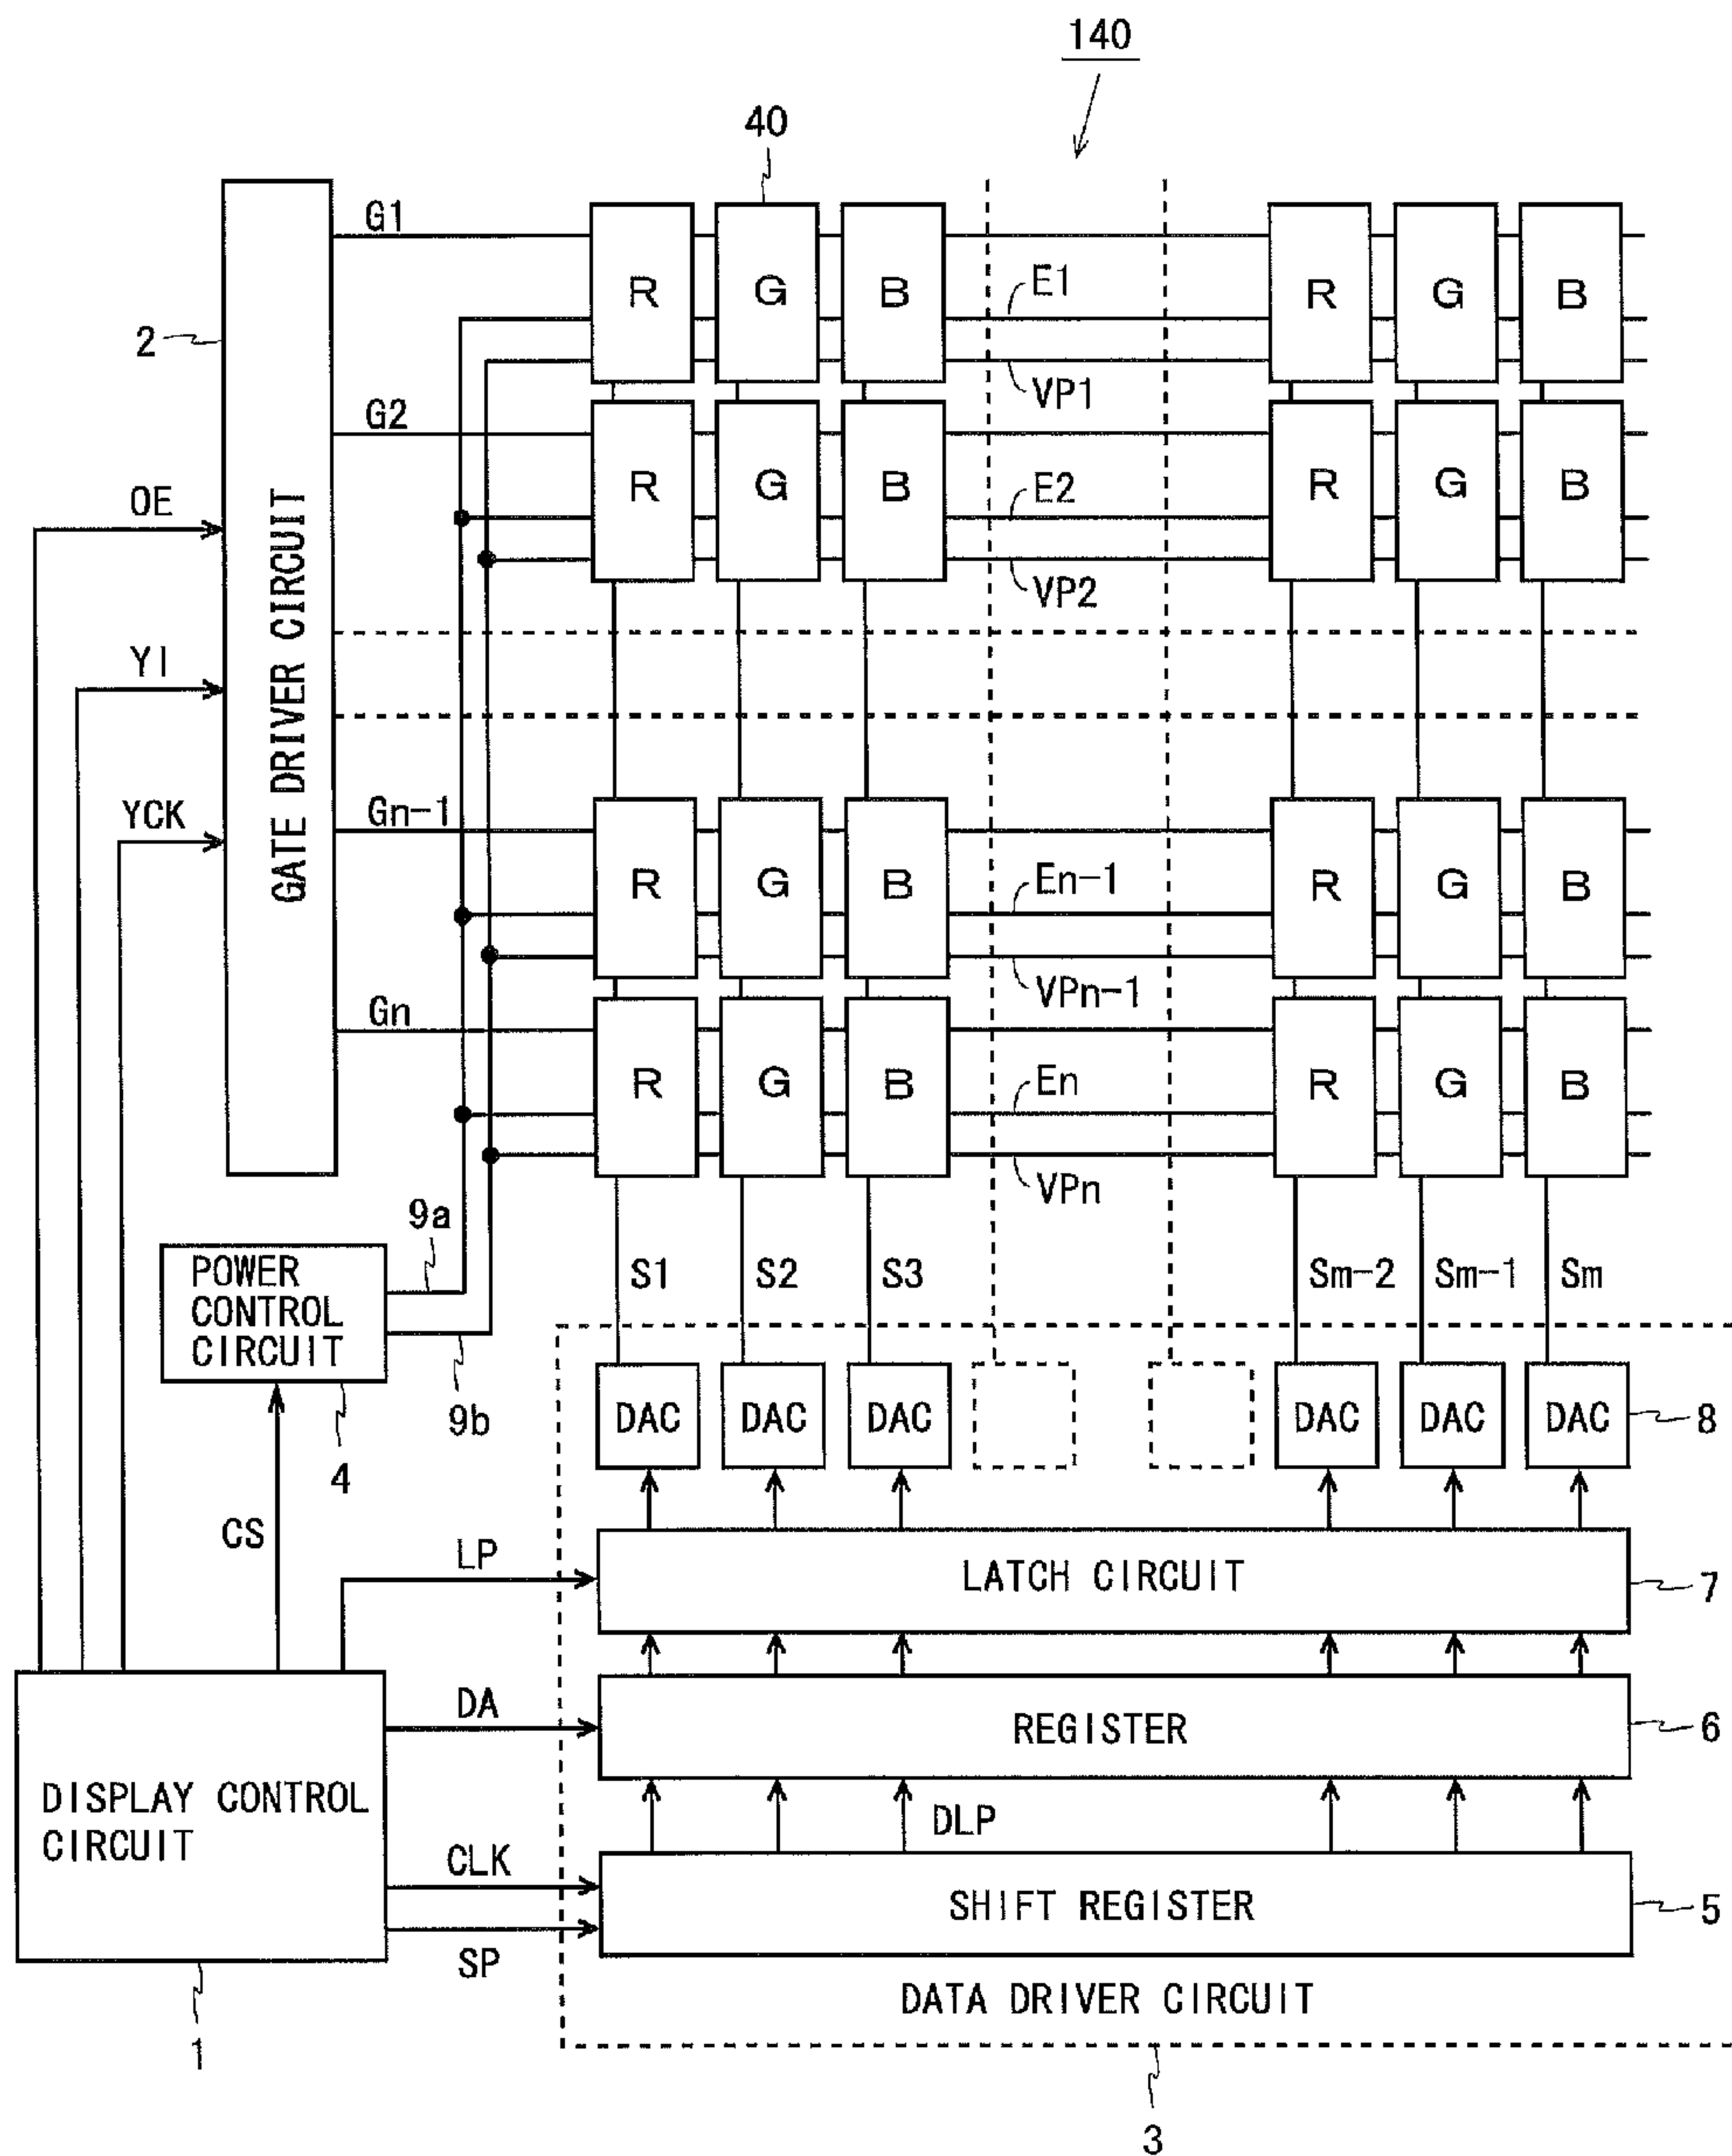 140
40
G1
R G B R G B
E1
2
VP1
G2
R G B R G B
OE
E2
VP2
GATE DRIVER CIRCUIT
YI
YCK
Gn-1
R G B R G B
En-1
VPn-1
Gn
R G B R G B
En
VPn
9a
POWER
CONTROL
CIRCUIT
S1 S2 S3 Sm-2 Sm-1 Sm
9b
4
DAC DAC DAC DAC DAC DAC
8
CS
LP
LATCH CIRCUIT
7
DA
REGISTER
6
DISPLAY CONTROL
CIRCUIT
DLP
CLK
SHIFT REGISTER
5
SP
DATA DRIVER CIRCUIT
1
3